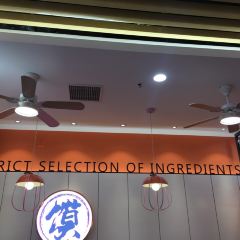 RICT SELECTION OF INGREDIENTS